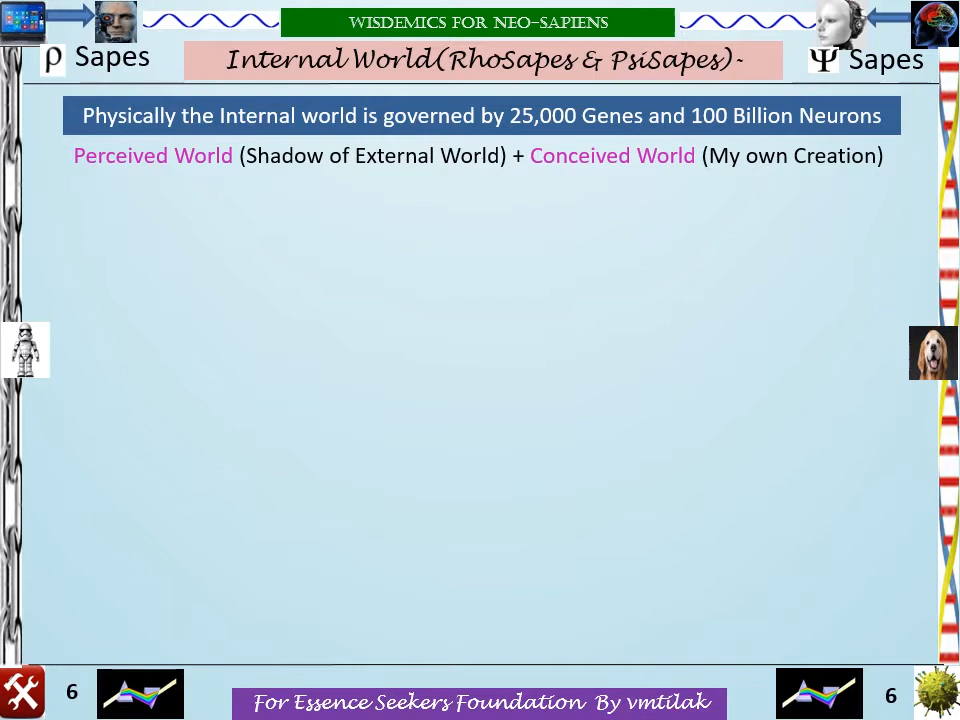 WISDEMICS FOR NEO-SAPIENS
ρ Sapes
Internal World(RhoSapes & PsiSapes)-
Ψ Sapes
Physically the Internal world is governed by 25,000 Genes and 100 Billion Neurons
Perceived World (Shadow of External World) + Conceived World (My own Creation)
6
For Essence Seekers Foundation By vmtilak
6